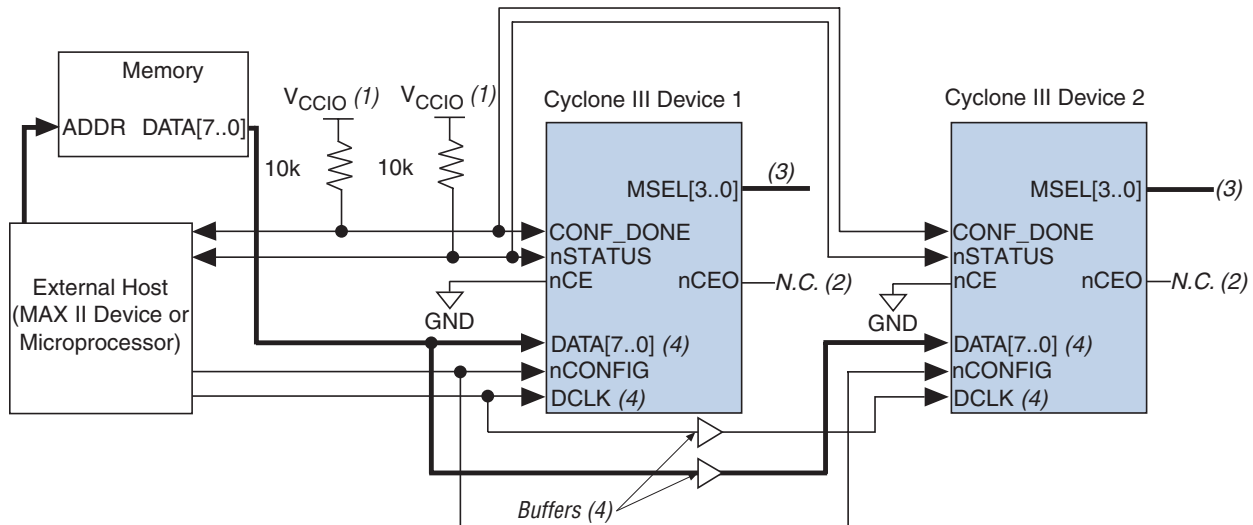 Memory
ADDR DATA[7..0]
VCCIO (1)
VCCIO (1)
10k
10k
External Host
(MAX II Device or
Microprocessor)
Cyclone III Device 1
MSEL[3..0]
(3)
CONF_DONE
nSTATUS
nCE
nCEO
N.C. (2)
GND
DATA[7..0] (4)
nCONFIG
DCLK (4)
Buffers (4)
Cyclone III Device 2
MSEL[3..0]
(3)
CONF_DONE
nSTATUS
nCE
nCEO
N.C. (2)
GND
DATA[7..0] (4)
nCONFIG
DCLK (4)